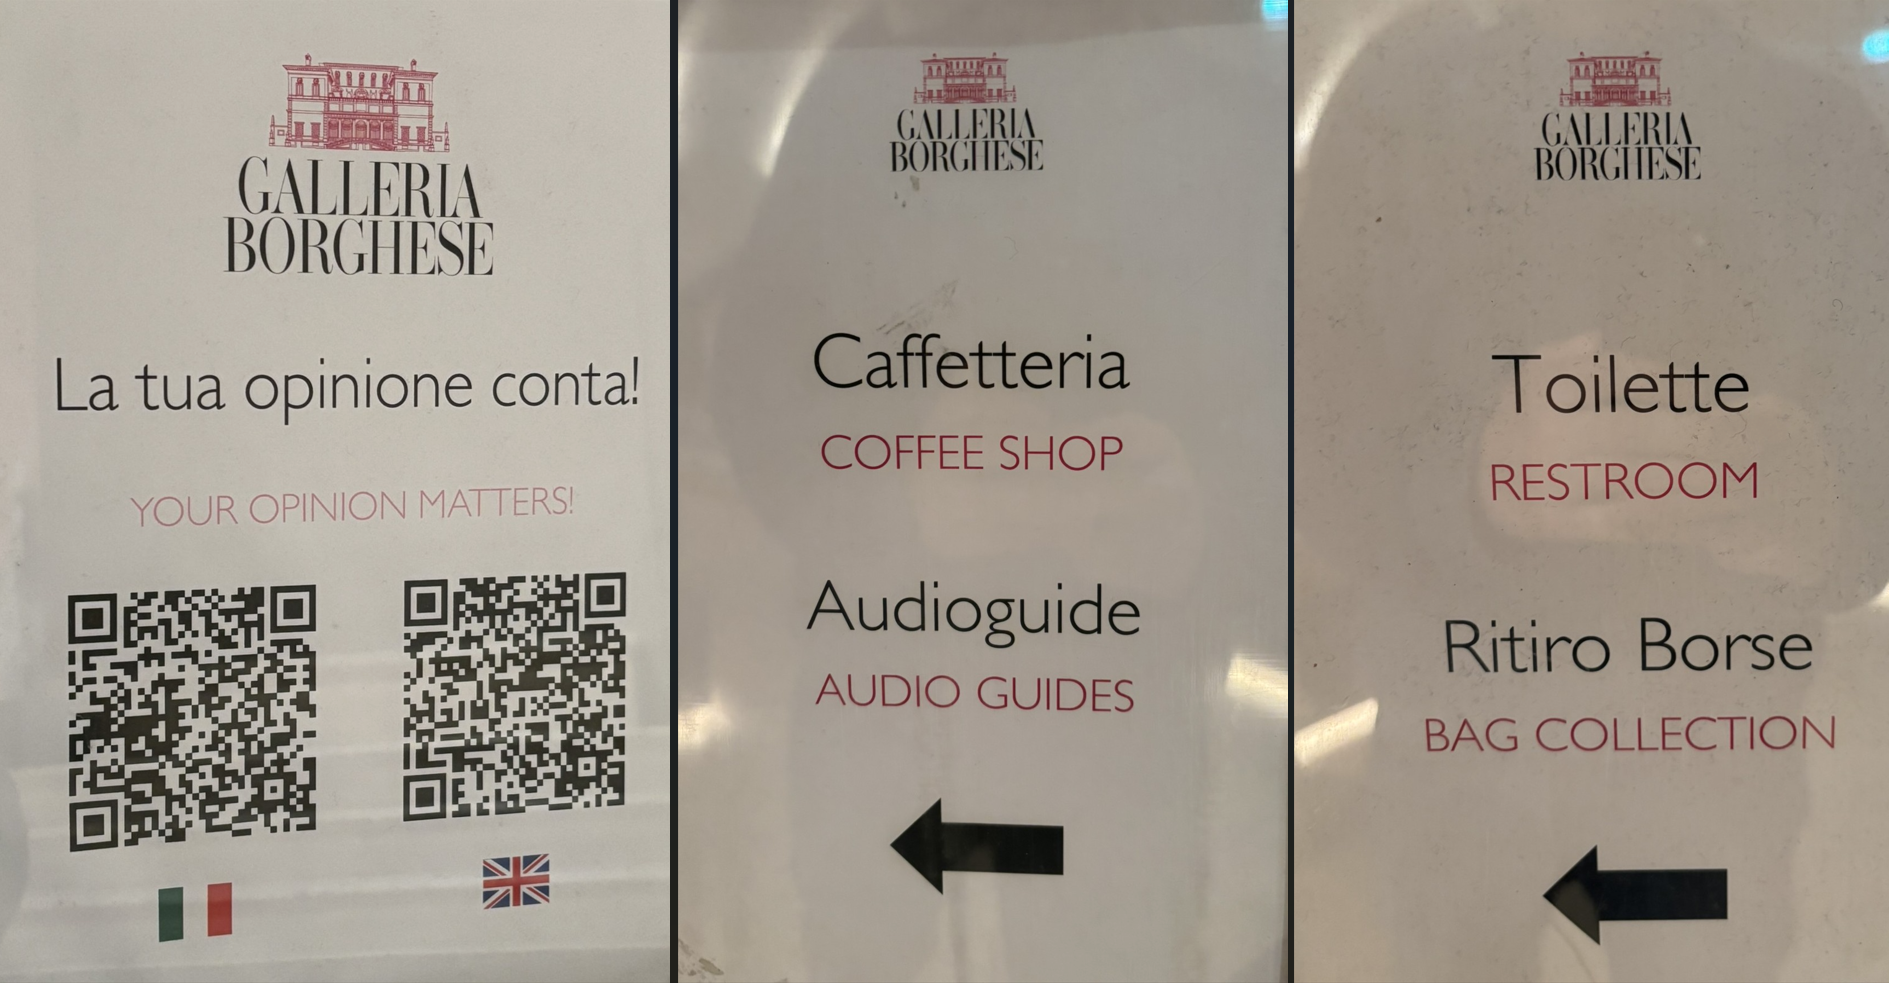 GALLERIA
BORGHESE
La tua opinione conta!
YOUR OPINION MATTERS!
GALLERIA
BORGHESE
Caffetteria
COFFEE SHOP
Audioguide
AUDIO GUIDES
GALLERIA
BORGHESE
Toilette
RESTROOM
Ritiro Borse
BAG COLLECTION